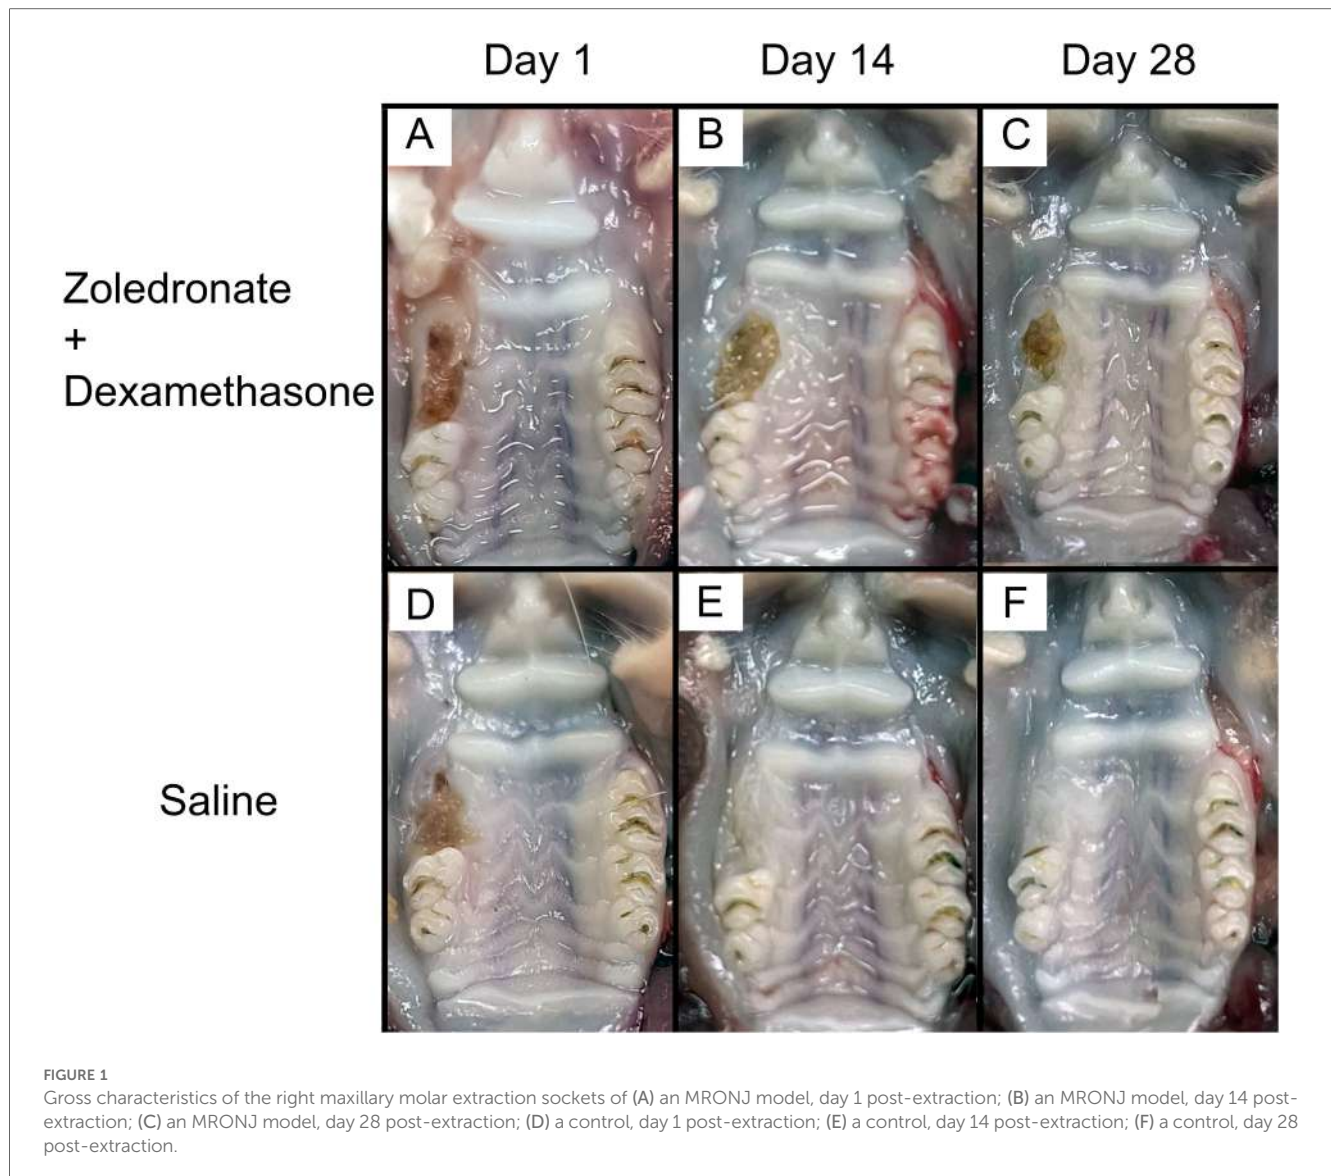 Day 1
Day 14
Day 28
A
B
C
Zoledronate
+
Dexamethasone
D
E
F
Saline
FIGURE 1
Gross characteristics of the right maxillary molar extraction sockets of (A) an MRONJ model, day 1 post-extraction; (B) an MRONJ model, day 14 post-
extraction; (C) an MRONJ model, day 28 post-extraction; (D) a control, day 1 post-extraction; (E) a control, day 14 post-extraction; (F) a control, day 28
post-extraction.